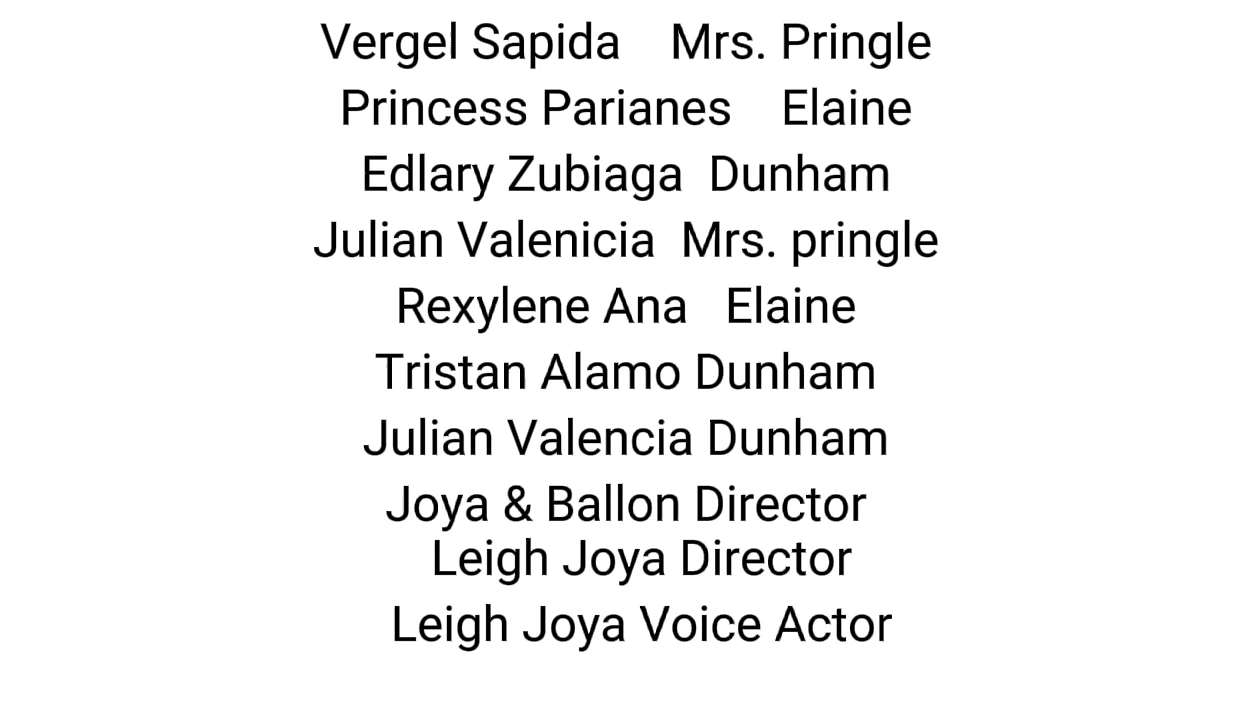 Vergel Sapida Mrs. Pringle
Princess Parianes Elaine
Edlary Zubiaga Dunham
Julian Valenicia Mrs. pringle
Rexylene Ana Elaine
Tristan Alamo Dunham
Julian Valencia Dunham
Joya & Ballon Director
Leigh Joya Director
Leigh Joya Voice Actor